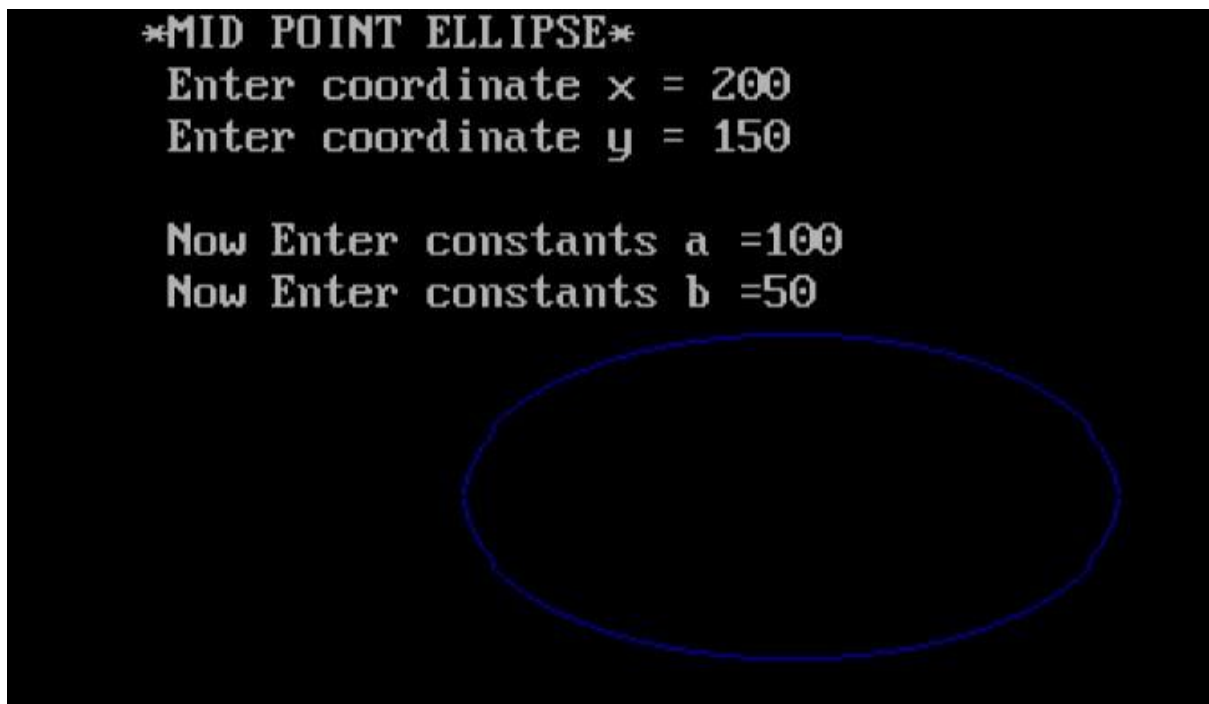 *MID POINT ELLIPSE*
Enter coordinate x = 200
Enter coordinate y = 150
Now Enter constants a =100
Now Enter constants b =50